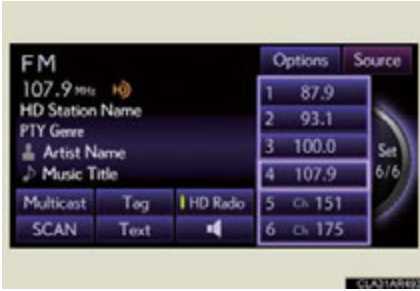 FM
Options Source
107.9 MHz HD
HD Station Name
PTY Genre
Artist Name
Music Title
1 87.9
2 93.1
3 100.0
4 107.9
5 Ch 151
6 Ch 175
Set
6/6
Multicast Tag HD Radio
SCAN Text